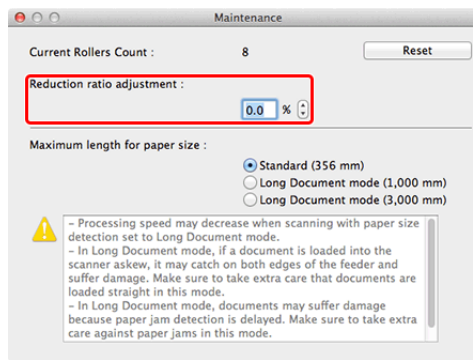 Maintenance
Current Rollers Count : 8 Reset
Reduction ratio adjustment :
0.0 %
Maximum length for paper size :
Standard (356 mm)
Long Document mode (1,000 mm)
Long Document mode (3,000 mm)
– Processing speed may decrease when scanning with paper size
detection set to Long Document mode.
– In Long Document mode, if a document is loaded into the
scanner askew, it may catch on both edges of the feeder and
suffer damage. Make sure to take extra care that documents are
loaded straight in this mode.
– In Long Document mode, documents may suffer damage
because paper jam detection is delayed. Make sure to take extra
care against paper jams in this mode.